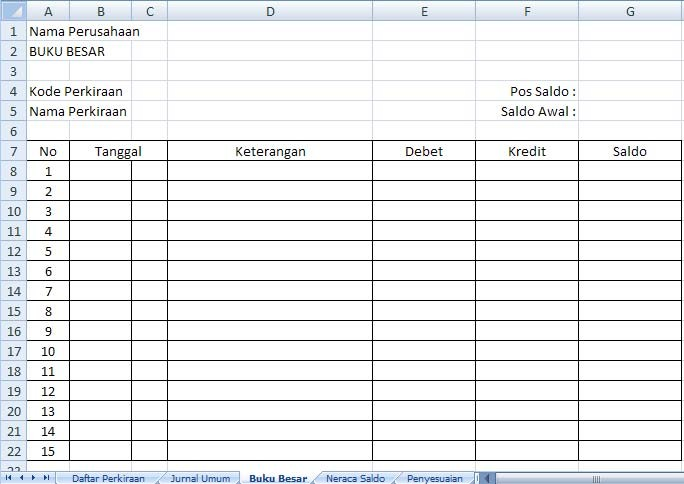 A B C D E F G
1 Nama Perusahaan
2 BUKU BESAR
3
4 Kode Perkiraan Pos Saldo :
5 Nama Perkiraan Saldo Awal :
6
7 No Tanggal Keterangan Debet Kredit Saldo
8 1
9 2
10 3
11 4
12 5
13 6
14 7
15 8
16 9
17 10
18 11
19 12
20 13
21 14
22 15
Daftar Perkiraan Jurnal Umum Buku Besar Neraca Saldo Penyesuaian